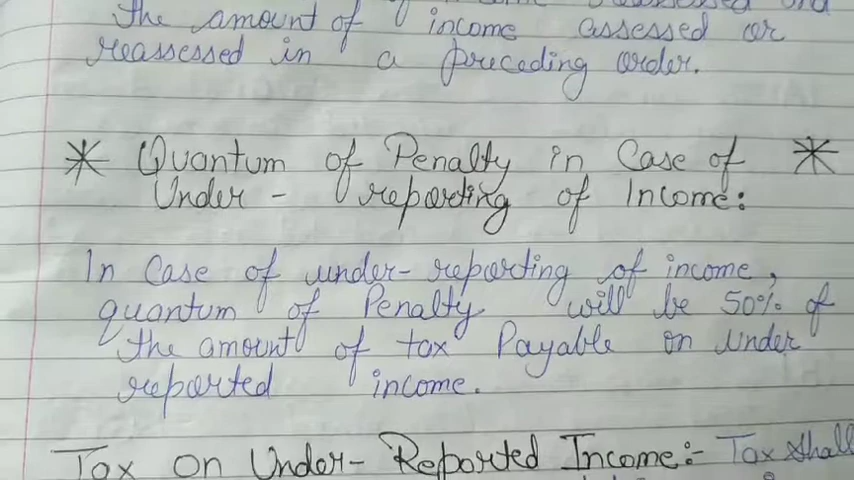 the amount of income assessed or
reassessed in a preceding order.
* Quantum of Penalty in Case of *
Under - reporting of Income:
In Case of under-reporting of income,
quantum of Penalty will be 50% of
the amount of tax Payable on under
reported income.
Tax on Under-Reported Income:- Tax shall